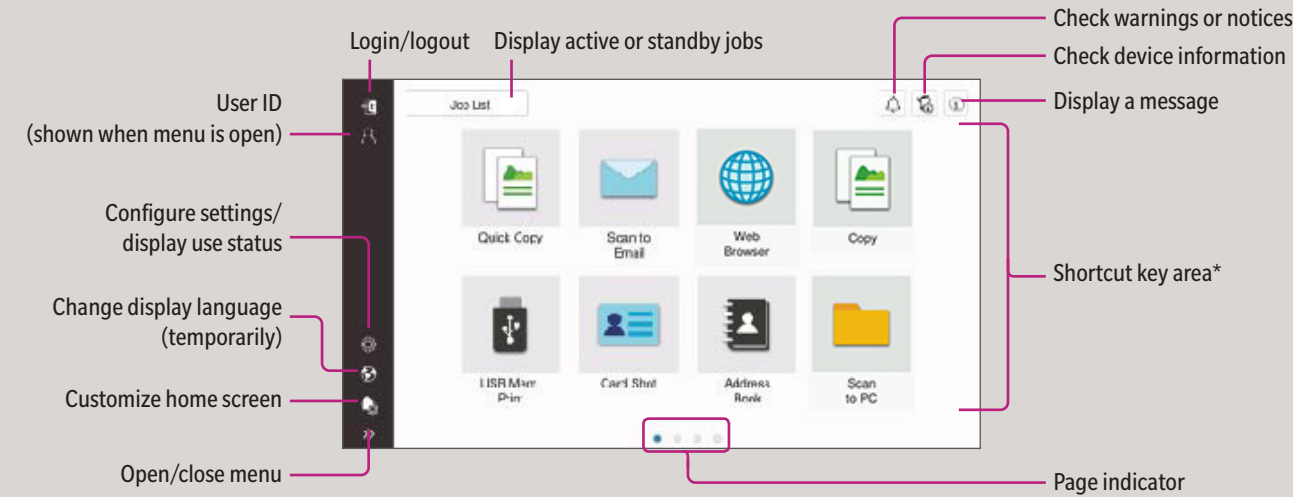 Check warnings or notices
Login/logout
Display active or standby jobs
Check device information
User ID
(shown when menu is open)
Job List
Display a message
Configure settings/
display use status
Quick Copy
Scan to
Email
Web
Browser
Copy
Shortcut key area*
Change display language
(temporarily)
Customize home screen
USB Mem
Print
Card Shot
Address
Book
Scan
to PC
Open/close menu
Page indicator